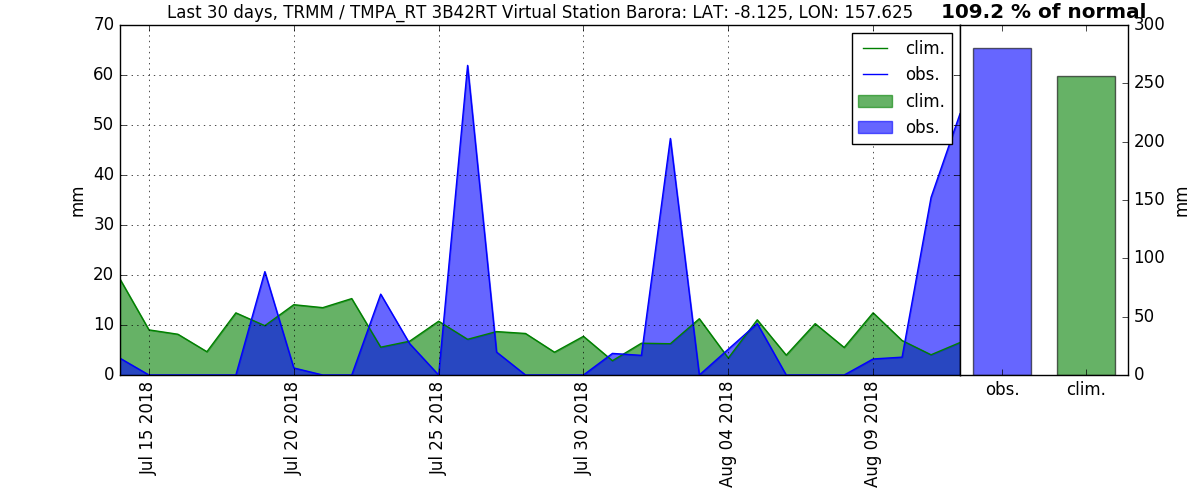 Last 30 days, TRMM / TMPA_RT 3B42RT Virtual Station Barora: LAT: -8.125, LON: 157.625
109.2 % of normal
70
60
50
40
30
20
10
0
mm
clim.
obs.
clim.
obs.
Jul 15 2018
Jul 20 2018
Jul 25 2018
Jul 30 2018
Aug 04 2018
Aug 09 2018
300
250
200
150
100
50
0
mm
obs.
clim.